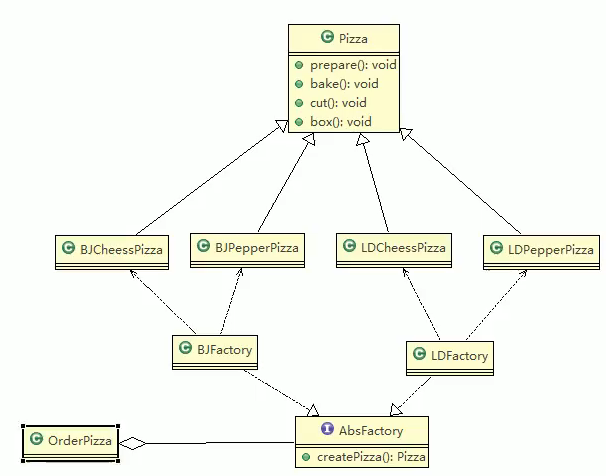 Pizza
prepare(): void
bake(): void
cut(): void
box(): void
BJCheessPizza
BJPepperPizza
LDCheessPizza
LDPepperPizza
BJFactory
LDFactory
OrderPizza
AbsFactory
createPizza(): Pizza